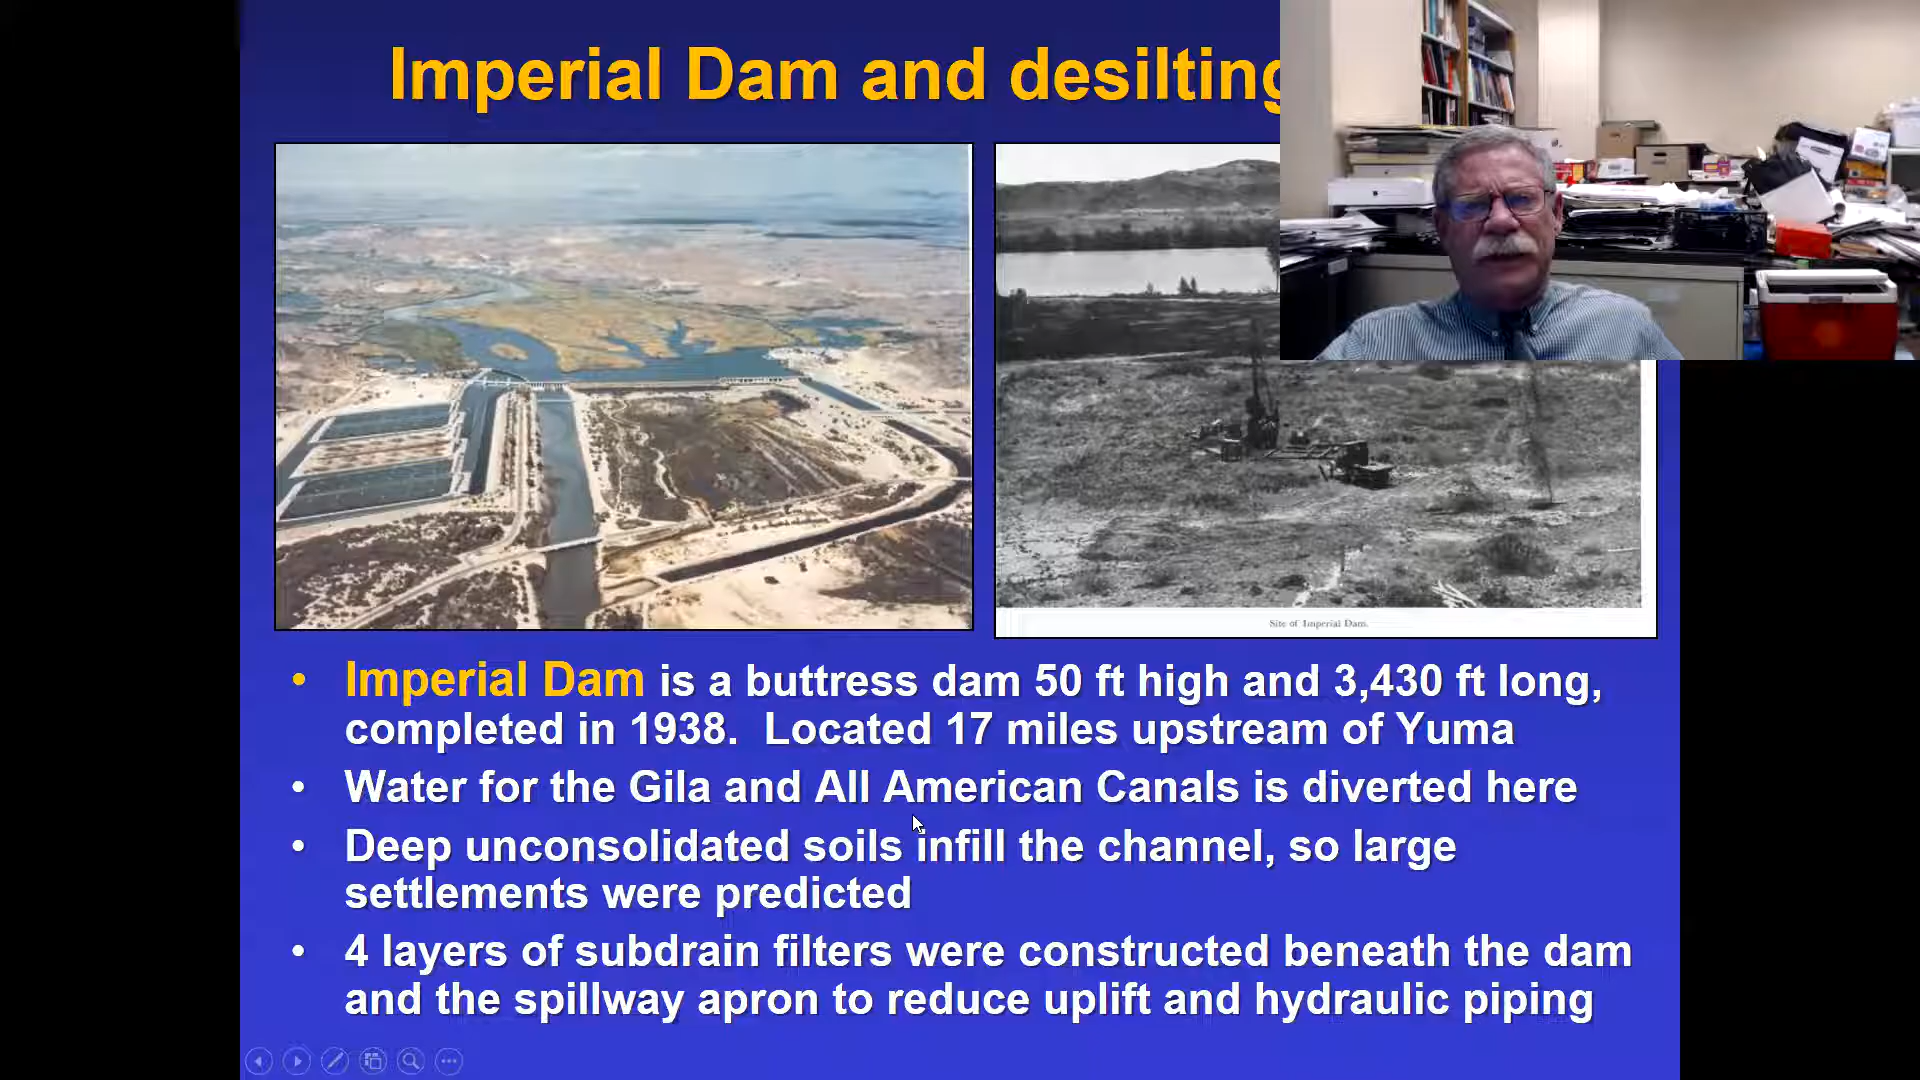 Imperial Dam and desilting
Site of Imperial Dam.
• Imperial Dam is a buttress dam 50 ft high and 3,430 ft long,
completed in 1938.  Located 17 miles upstream of Yuma
• Water for the Gila and All American Canals is diverted here
• Deep unconsolidated soils infill the channel, so large
settlements were predicted
• 4 layers of subdrain filters were constructed beneath the dam
and the spillway apron to reduce uplift and hydraulic piping